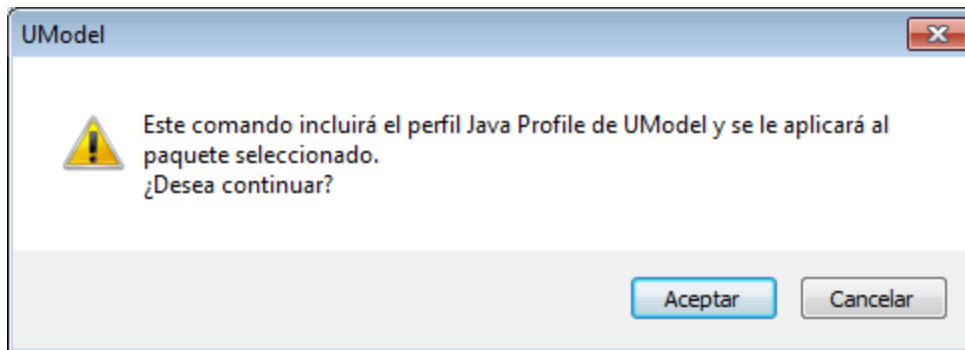 UModel
Este comando incluirá el perfil Java Profile de UModel y se le aplicará al
paquete seleccionado.
¿Desea continuar?
Aceptar
Cancelar